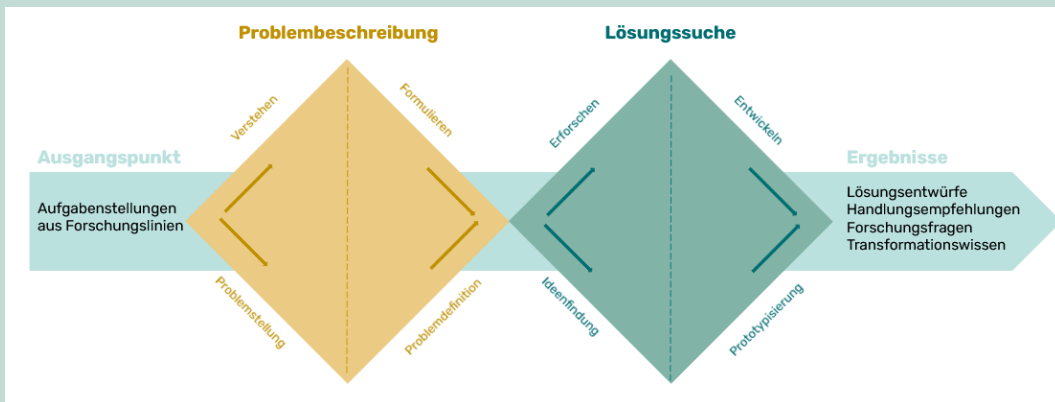 Problembeschreibung
Lösungssuche
Verstehen
Formulieren
Erforschen
Entwickeln
Ausgangspunkt
Aufgabenstellungen
aus Forschungslinien
Ergebnisse
Lösungsentwürfe
Handlungsempfehlungen
Forschungsfragen
Transformationswissen
Problemstellung
Problemdefinition
Ideenfindung
Prototypisierung